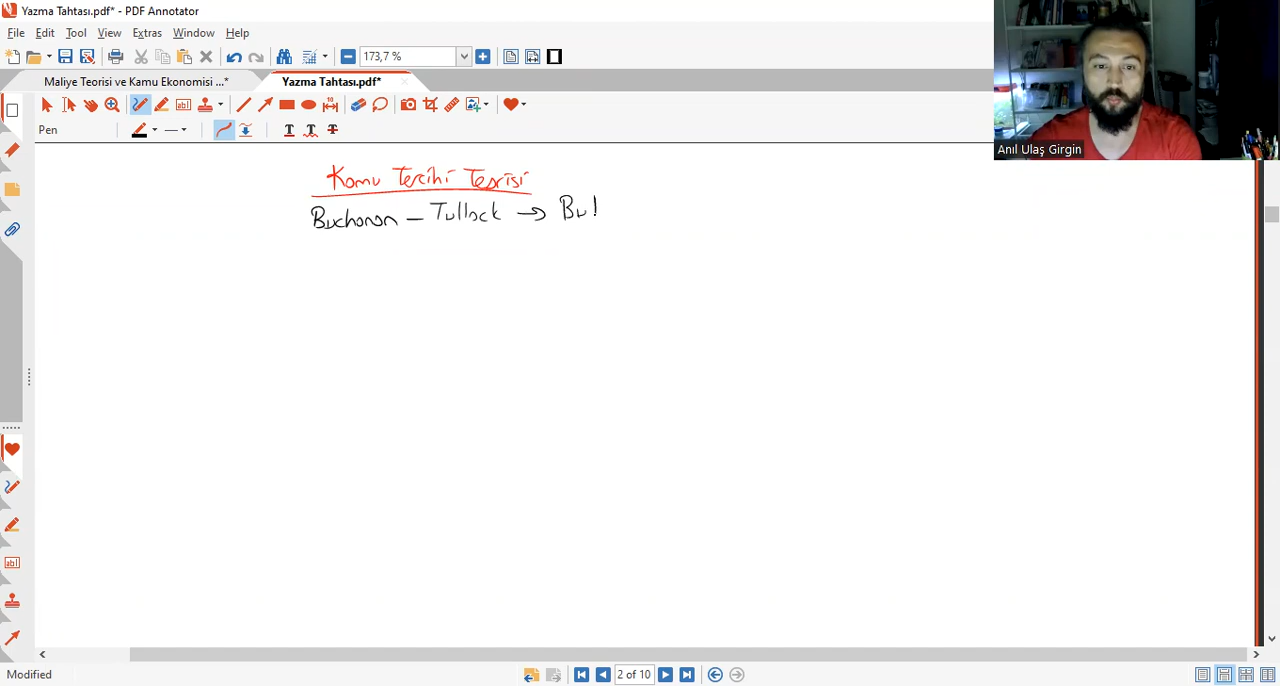 Yazma Tahtası.pdf* - PDF Annotator
File Edit Tool View Extras Window Help
173,7 %
Maliye Teorisi ve Kamu Ekonomisi ...* Yazma Tahtası.pdf*
Pen
Anıl Ulaş Girgin
Kamu Tercihi Teorisi
Buchanan – Tullock → Bu!
Modified 2 of 10